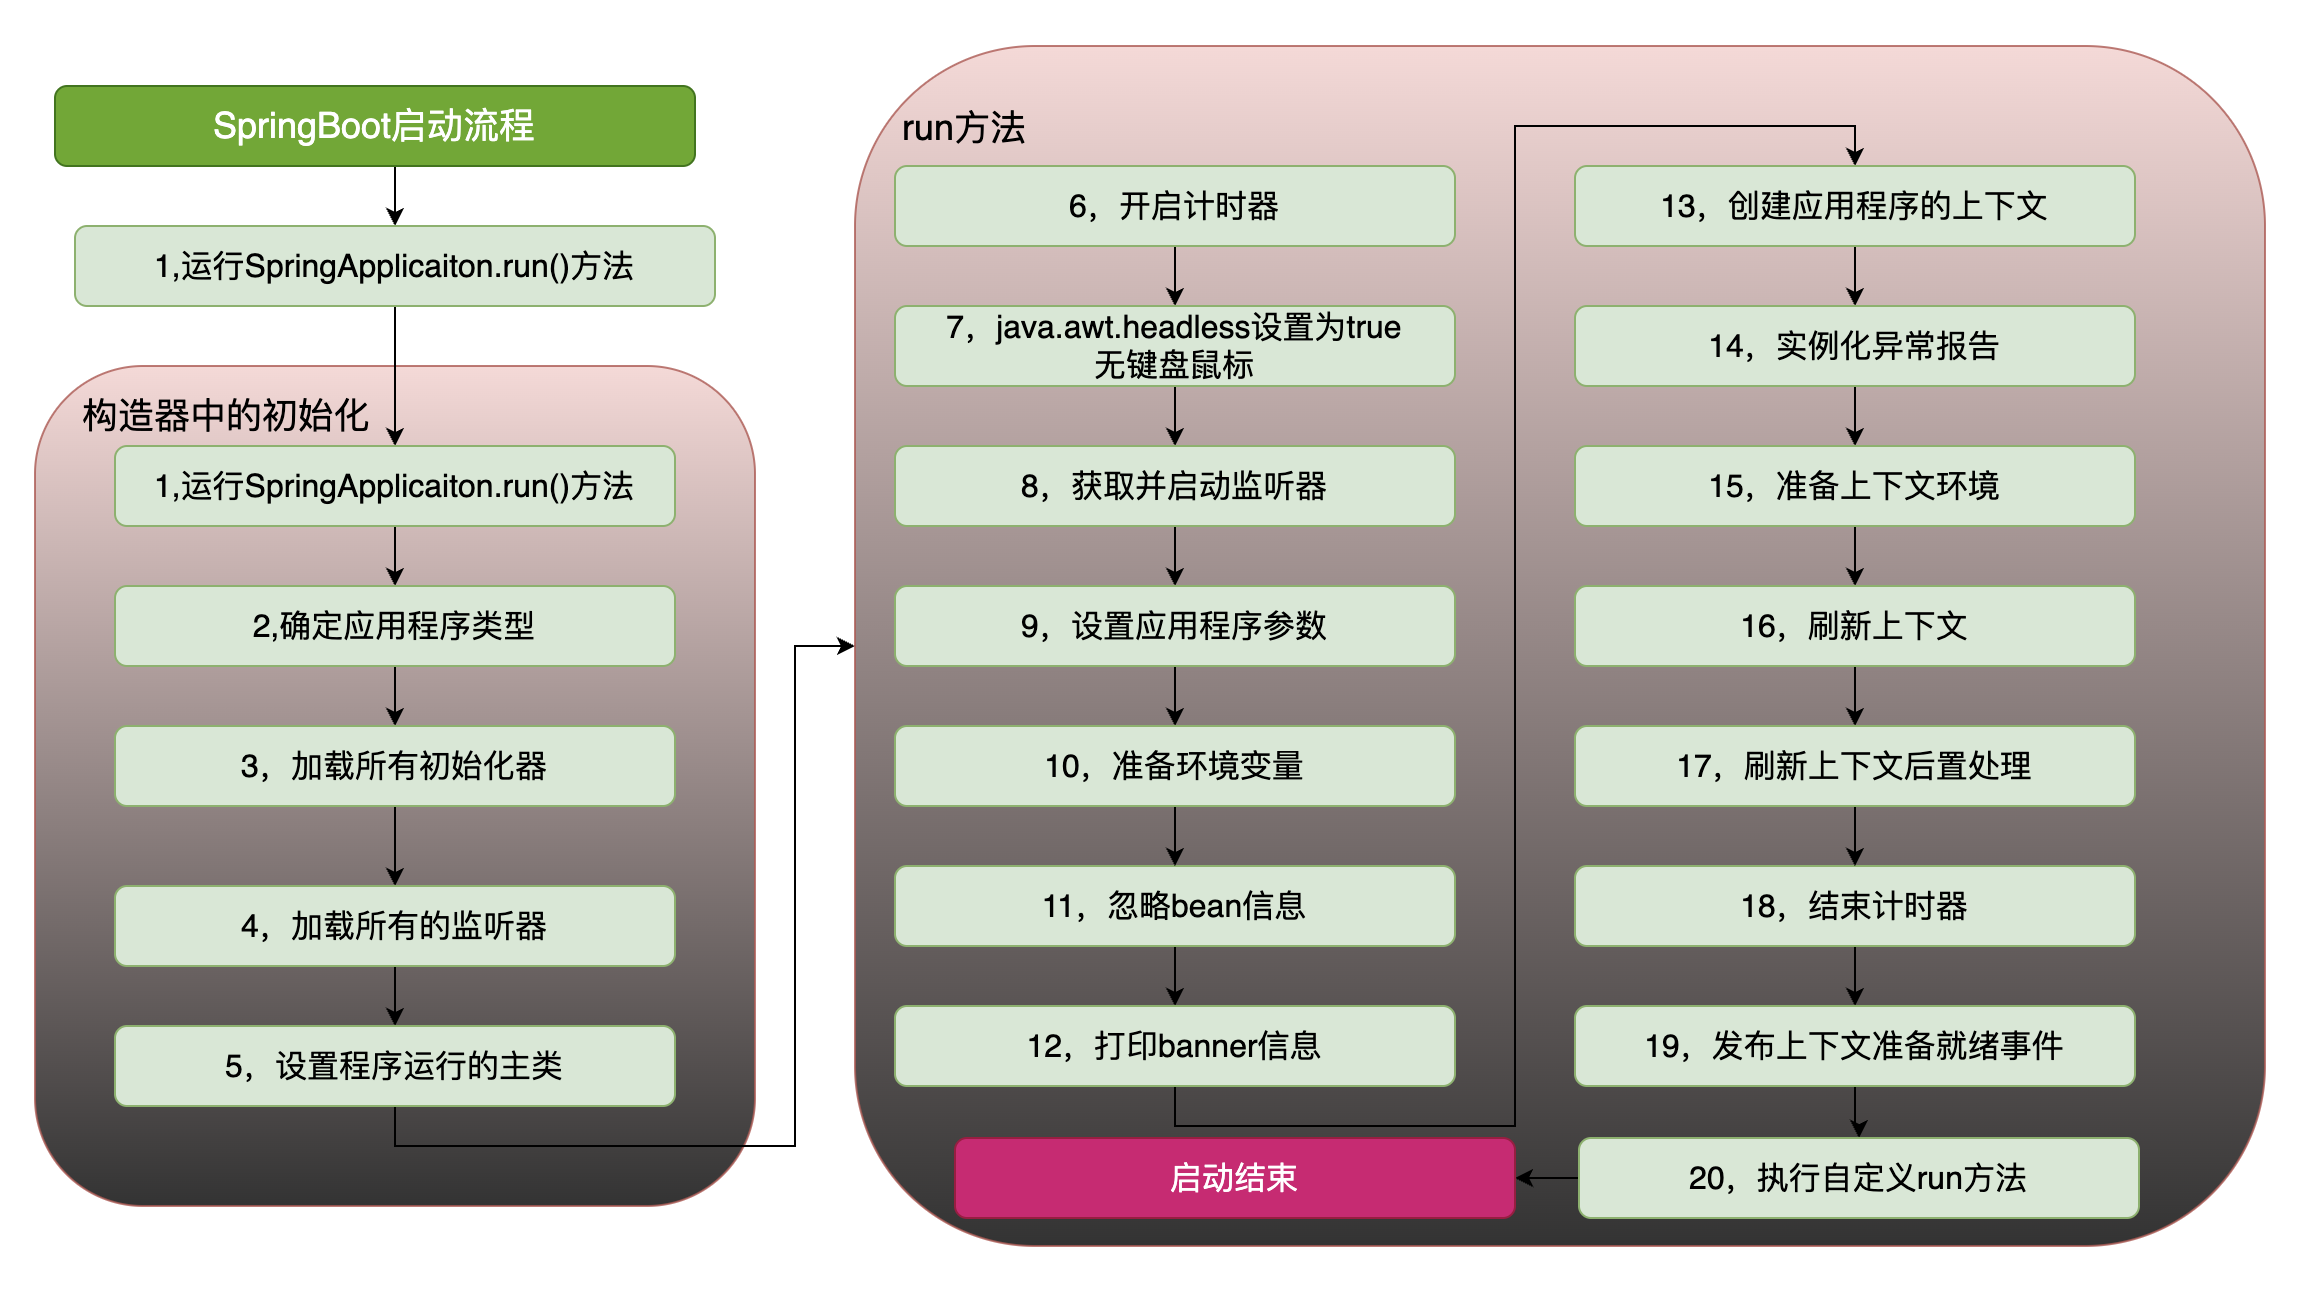 SpringBoot启动流程
1,运行SpringApplicaiton.run()方法
构造器中的初始化
1,运行SpringApplicaiton.run()方法
2,确定应用程序类型
3，加载所有初始化器
4，加载所有的监听器
5，设置程序运行的主类
run方法
6，开启计时器
7，java.awt.headless设置为true
无键盘鼠标
8，获取并启动监听器
9，设置应用程序参数
10，准备环境变量
11，忽略bean信息
12，打印banner信息
13，创建应用程序的上下文
14，实例化异常报告
15，准备上下文环境
16，刷新上下文
17，刷新上下文后置处理
18，结束计时器
19，发布上下文准备就绪事件
20，执行自定义run方法
启动结束